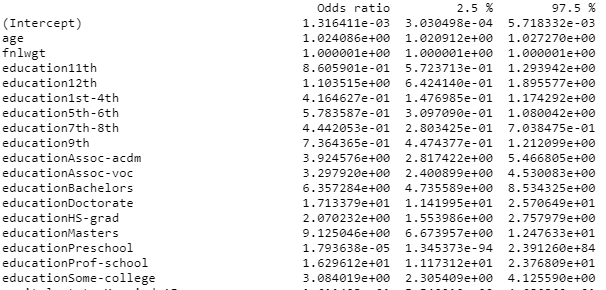 Odds ratio 2.5 % 97.5 %
(Intercept) 1.316411e-03 3.030498e-04 5.718332e-03
age 1.024086e+00 1.020912e+00 1.027270e+00
fnlwgt 1.000001e+00 1.000001e+00 1.000001e+00
education11th 8.605901e-01 5.723713e-01 1.293942e+00
education12th 1.103515e+00 6.424140e-01 1.895577e+00
education1st-4th 4.164627e-01 1.476985e-01 1.174292e+00
education5th-6th 5.783587e-01 3.097090e-01 1.080042e+00
education7th-8th 4.442053e-01 2.803425e-01 7.038475e-01
education9th 7.364365e-01 4.474377e-01 1.212099e+00
educationAssoc-acdm 3.924576e+00 2.817422e+00 5.466805e+00
educationAssoc-voc 3.297920e+00 2.400899e+00 4.530083e+00
educationBachelors 6.357284e+00 4.735589e+00 8.534325e+00
educationDoctorate 1.713379e+01 1.141995e+01 2.570649e+01
educationHS-grad 2.070232e+00 1.553986e+00 2.757979e+00
educationMasters 9.125046e+00 6.673957e+00 1.247633e+01
educationPreschool 1.793638e-05 1.345373e-94 2.391260e+84
educationProf-school 1.629612e+01 1.117312e+01 2.376809e+01
educationSome-college 3.084019e+00 2.305409e+00 4.125590e+00